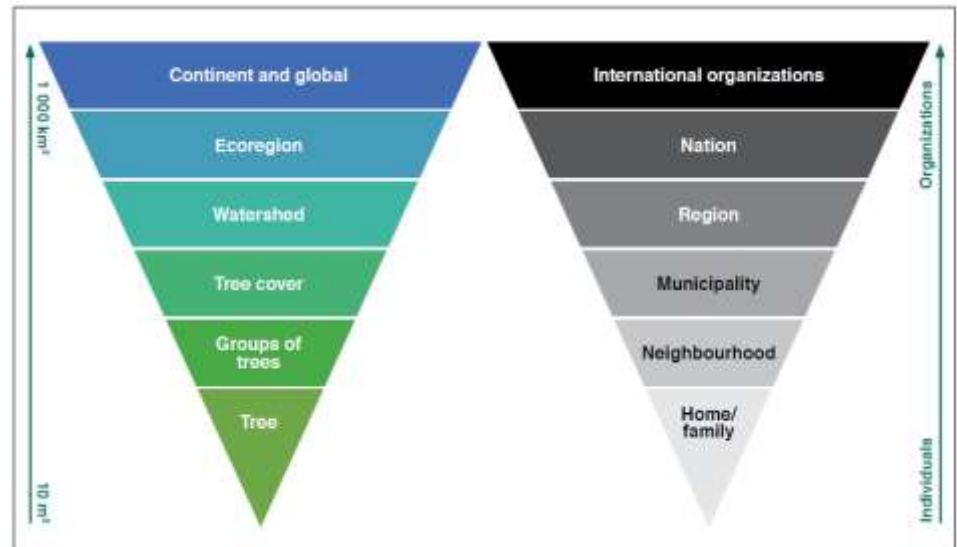 1 000 km²
Continent and global
Ecoregion
Watershed
Tree cover
Groups of
trees
Tree
10 m²
International organizations
Nation
Region
Municipality
Neighbourhood
Home/
family
Organizations
Individuals